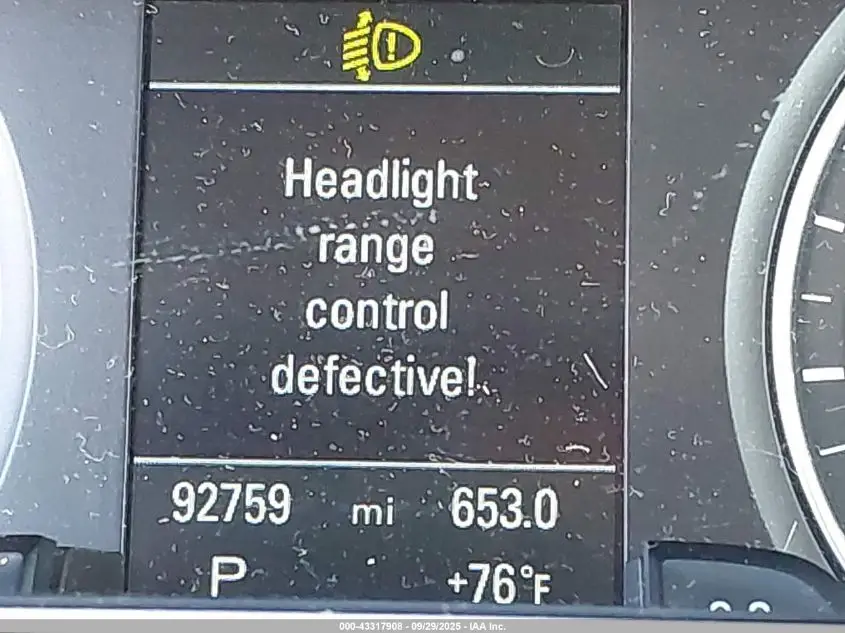 Headlight
range
control
defective!
92759 mi 653.0
P +76°F
000-43317908 - 09/29/2025 - IAA Inc.